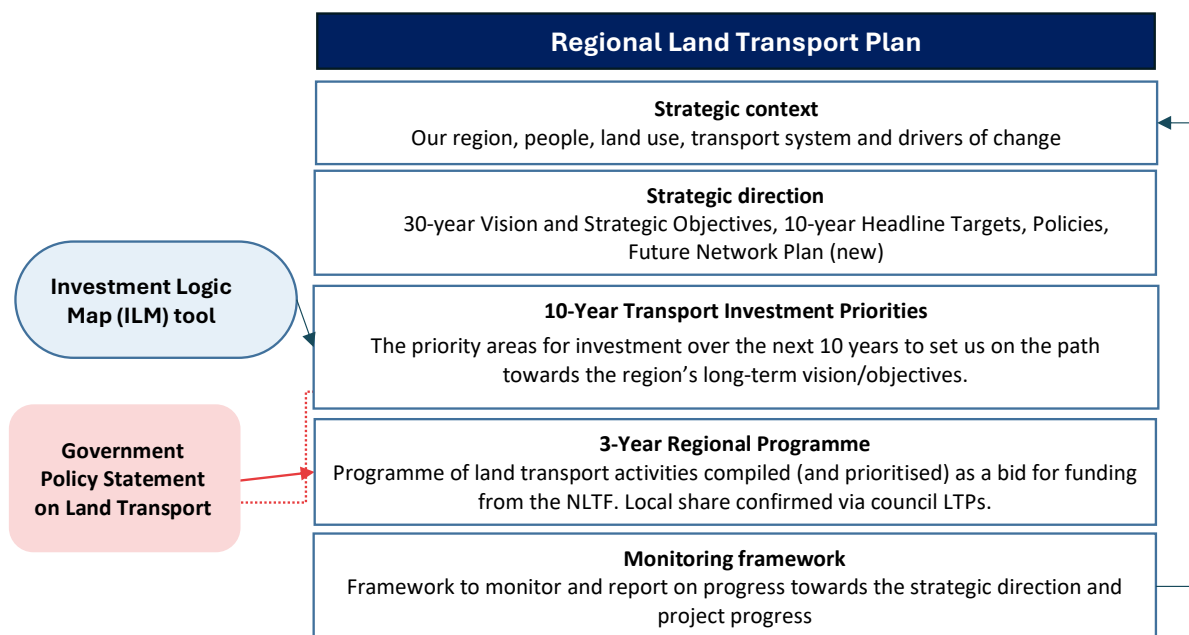 Regional Land Transport Plan
Strategic context
Our region, people, land use, transport system and drivers of change
Strategic direction
30-year Vision and Strategic Objectives, 10-year Headline Targets, Policies,
Future Network Plan (new)
Investment Logic
Map (ILM) tool
10-Year Transport Investment Priorities
The priority areas for investment over the next 10 years to set us on the path
towards the region’s long-term vision/objectives.
Government
Policy Statement
on Land Transport
3-Year Regional Programme
Programme of land transport activities compiled (and prioritised) as a bid for funding
from the NLTF. Local share confirmed via council LTPs.
Monitoring framework
Framework to monitor and report on progress towards the strategic direction and
project progress